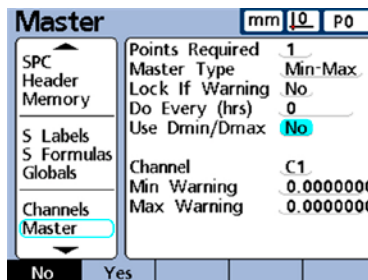 Master mm 10 P0
SPC
Header
Memory
S Labels
S Formulas
Globals
Channels
Master
Points Required 1
Master Type Min-Max
Lock If Warning No
Do Every (hrs) 0
Use Dmin/Dmax No
Channel C1
Min Warning 0.0000000
Max Warning 0.0000000
No Yes